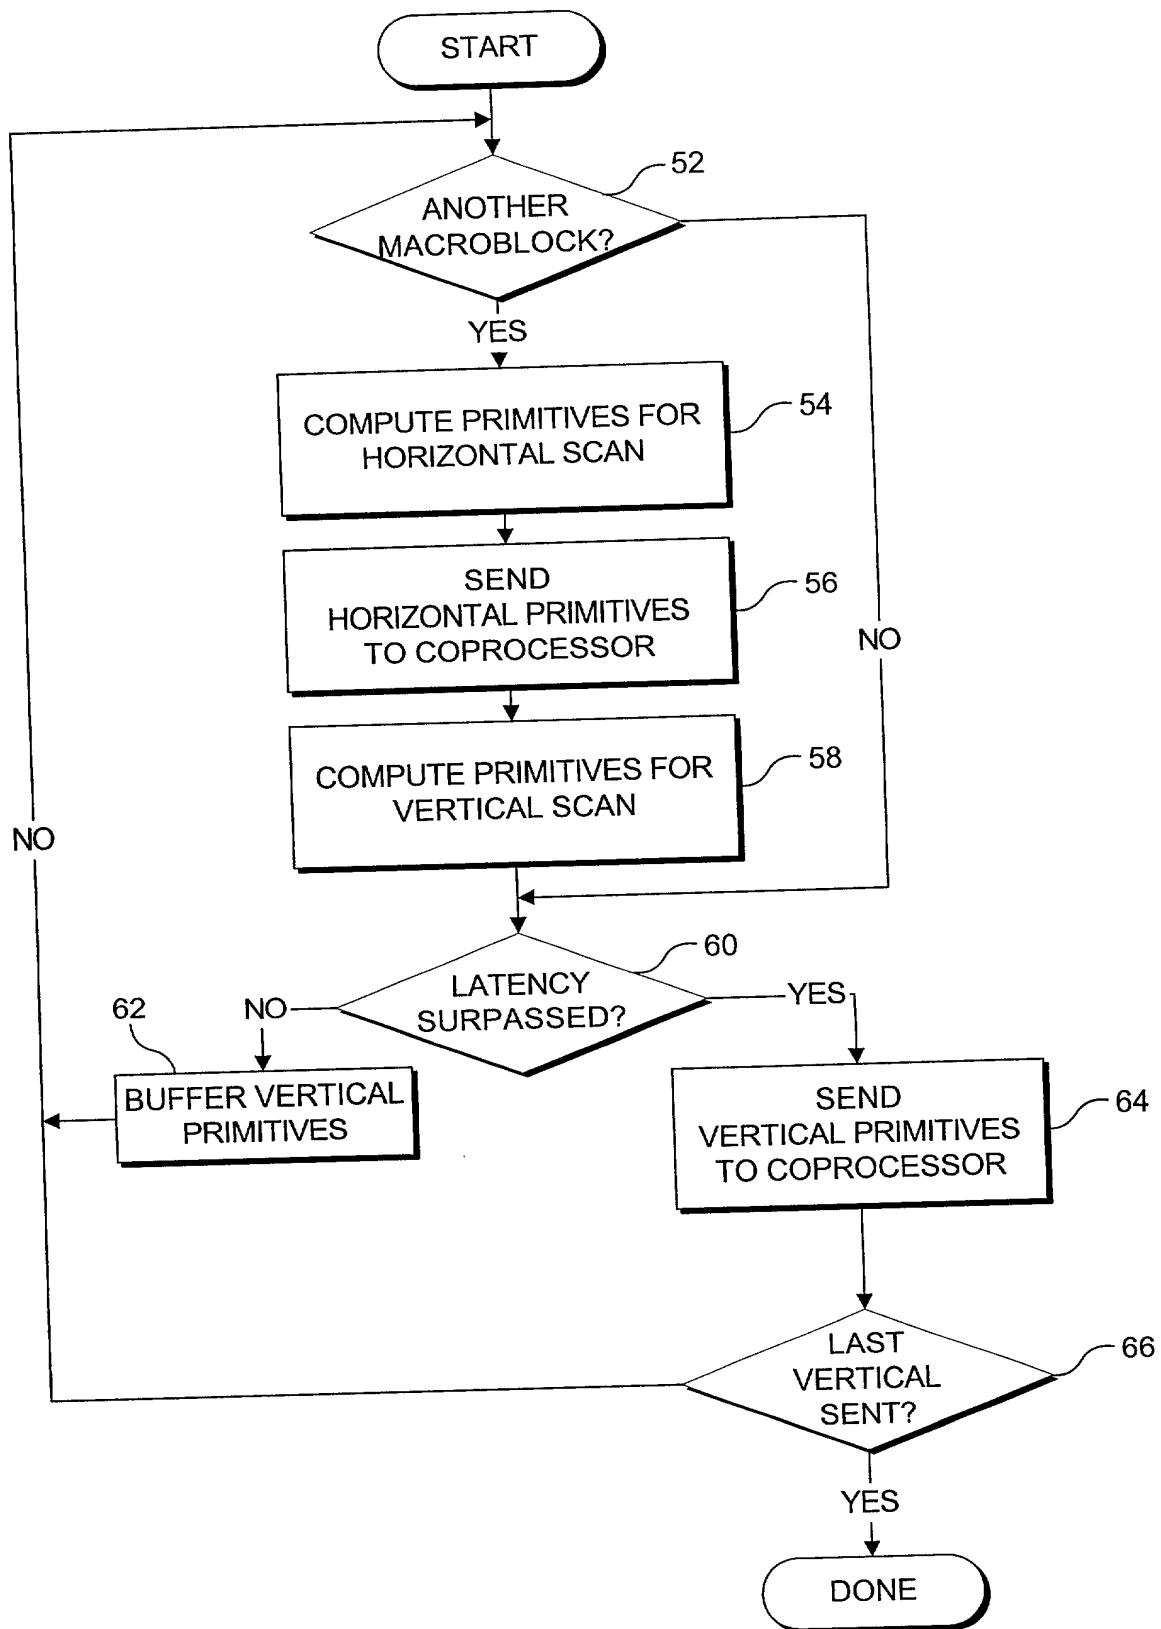 START
52
ANOTHER
MACROBLOCK?
YES
54
COMPUTE PRIMITIVES FOR
HORIZONTAL SCAN
56
SEND
HORIZONTAL PRIMITIVES
TO COPROCESSOR
NO
58
COMPUTE PRIMITIVES FOR
VERTICAL SCAN
NO
60
LATENCY
SURPASSED?
NO
YES
62
BUFFER VERTICAL
PRIMITIVES
64
SEND
VERTICAL PRIMITIVES
TO COPROCESSOR
66
LAST
VERTICAL
SENT?
YES
DONE